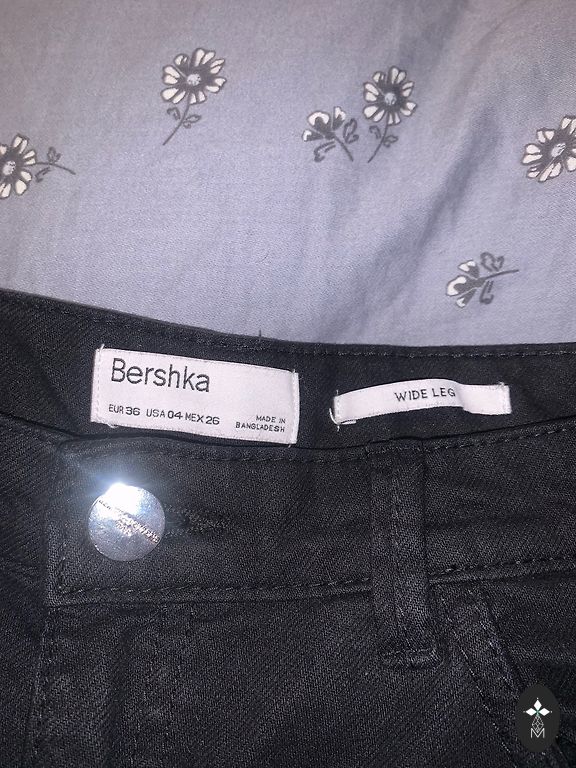 Bershka
EUR 36 USA 04 MEX 26
MADE IN
BANGLADESH
WIDE LEG
M